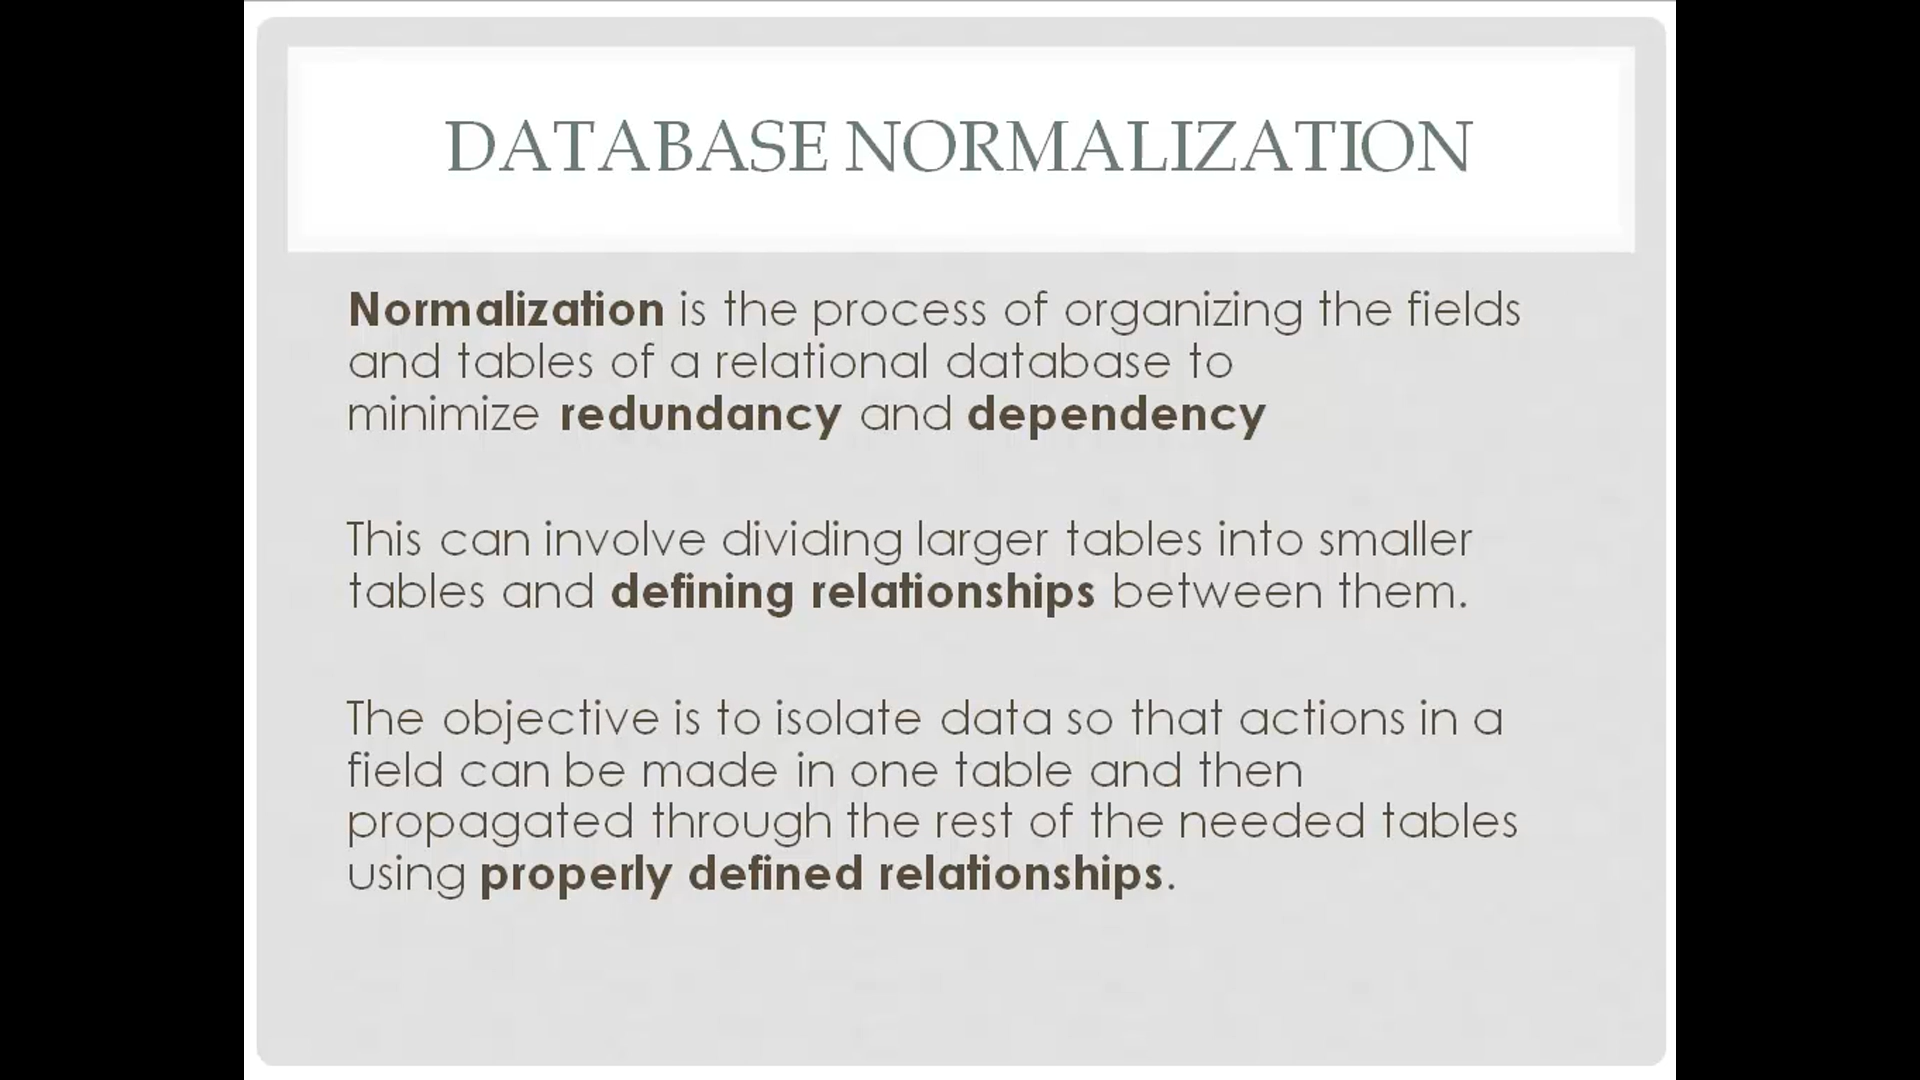 DATABASE NORMALIZATION
Normalization is the process of organizing the fields
and tables of a relational database to
minimize redundancy and dependency
This can involve dividing larger tables into smaller
tables and defining relationships between them.
The objective is to isolate data so that actions in a
field can be made in one table and then
propagated through the rest of the needed tables
using properly defined relationships.